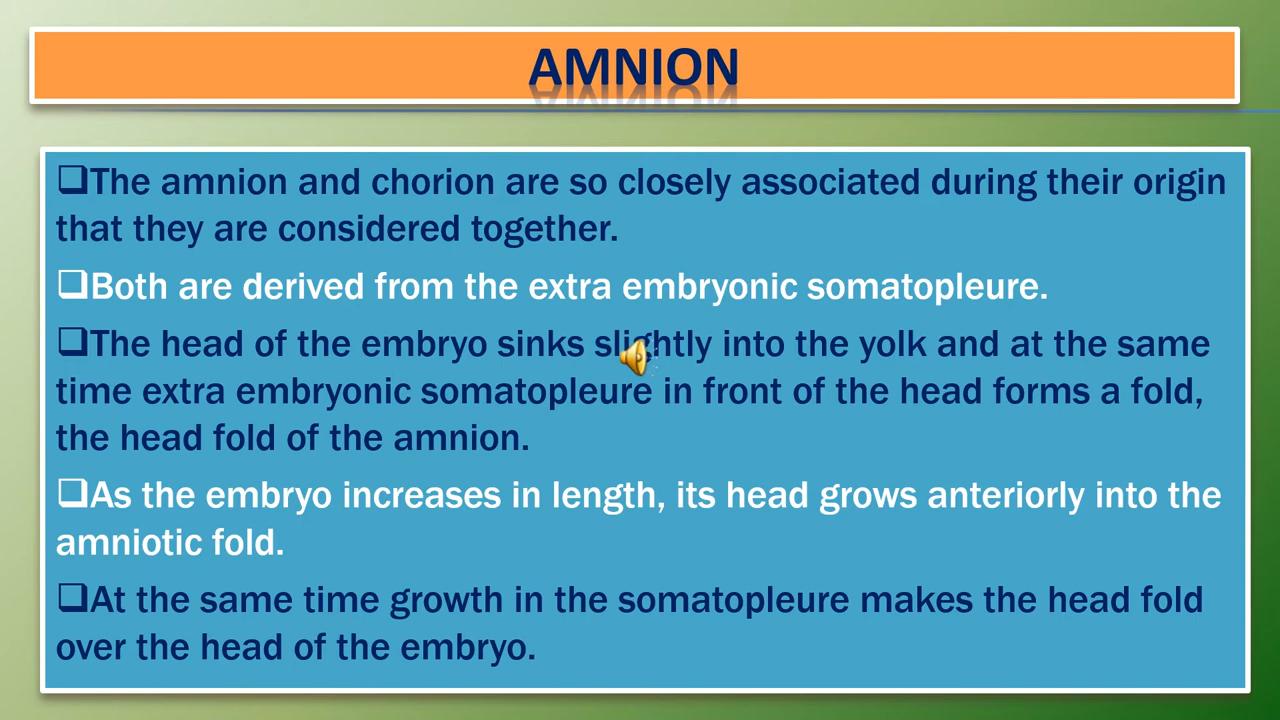 AMNION
❑The amnion and chorion are so closely associated during their origin
that they are considered together.
❑Both are derived from the extra embryonic somatopleure.
❑The head of the embryo sinks slightly into the yolk and at the same
time extra embryonic somatopleure in front of the head forms a fold,
the head fold of the amnion.
❑As the embryo increases in length, its head grows anteriorly into the
amniotic fold.
❑At the same time growth in the somatopleure makes the head fold
over the head of the embryo.